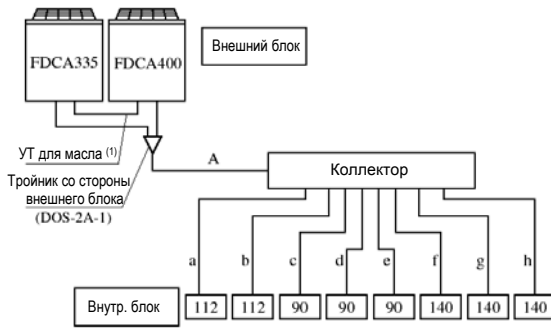 FDCA335 FDCA400
Внешний блок
УТ для масла (1)
Тройник со стороны
внешнего блока
(DOS-2A-1)
A
Коллектор
a b c d e f g h
Внутр. блок 112 112 90 90 90 140 140 140